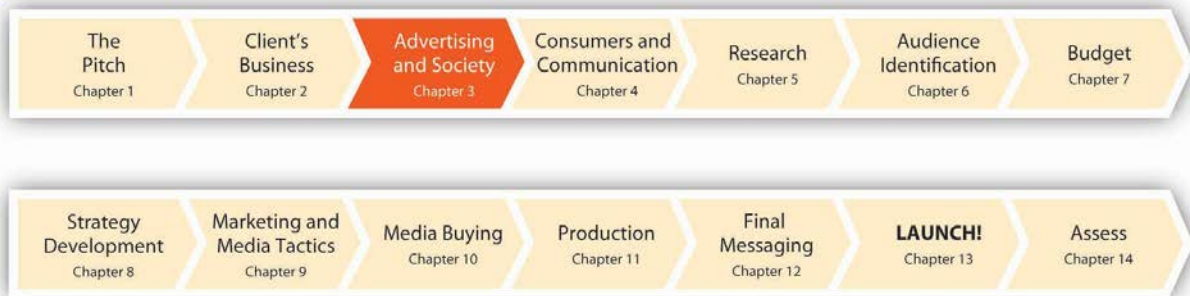 The
Pitch
Chapter 1
Client's
Business
Chapter 2
Advertising
and Society
Chapter 3
Consumers and
Communication
Chapter 4
Research
Chapter 5
Audience
Identification
Chapter 6
Budget
Chapter 7
Strategy
Development
Chapter 8
Marketing and
Media Tactics
Chapter 9
Media Buying
Chapter 10
Production
Chapter 11
Final
Messaging
Chapter 12
LAUNCH!
Chapter 13
Assess
Chapter 14